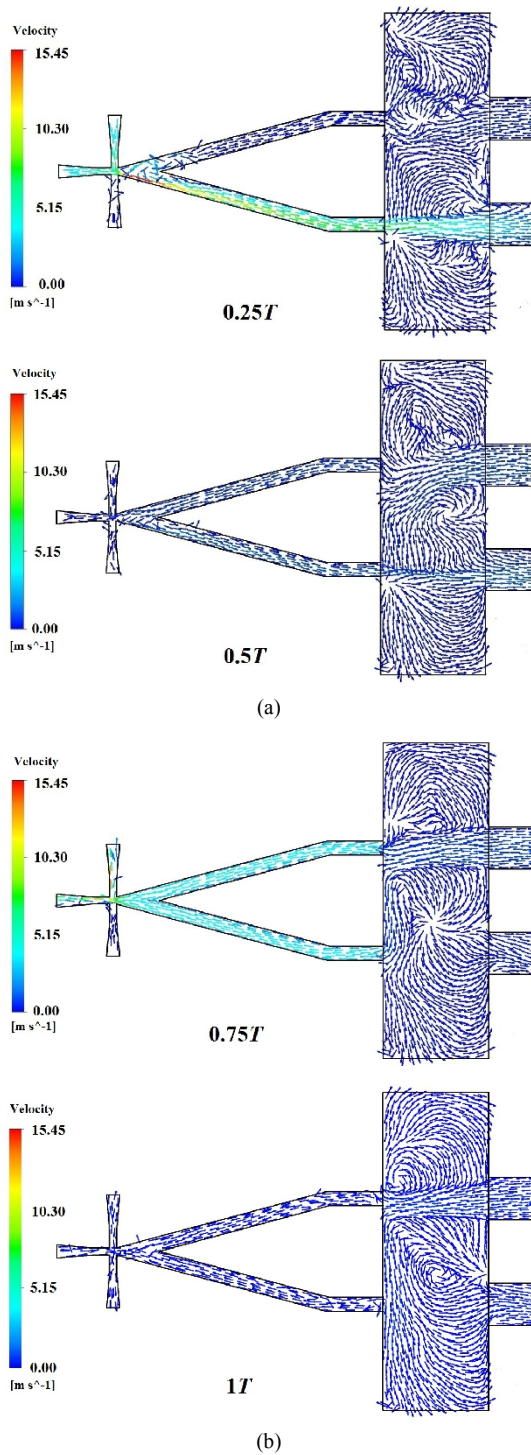 Velocity
15.45
10.30
5.15
0.00
[m s^-1]
0.25T
Velocity
15.45
10.30
5.15
0.00
[m s^-1]
0.5T
(a)
Velocity
15.45
10.30
5.15
0.00
[m s^-1]
0.75T
Velocity
15.45
10.30
5.15
0.00
[m s^-1]
1T
(b)